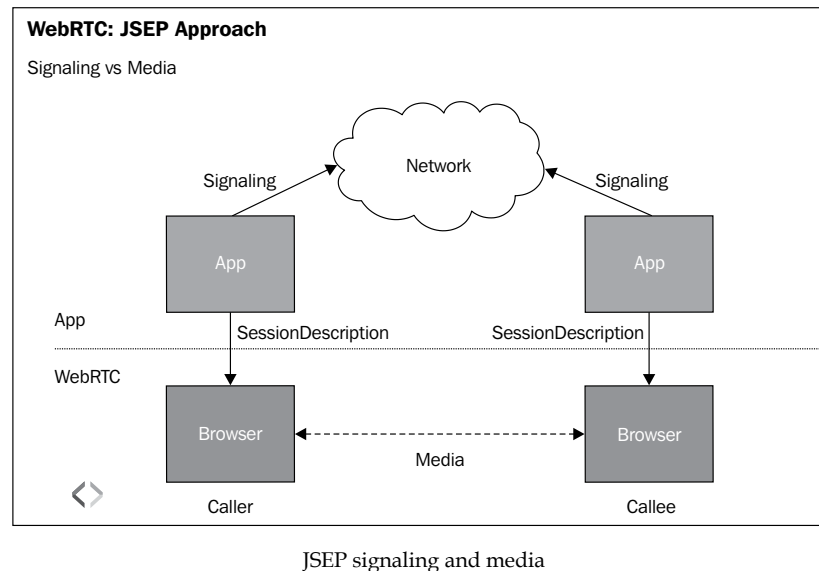 WebRTC: JSEP Approach
Signaling vs Media
Network
Signaling
Signaling
App
App
App
SessionDescription
SessionDescription
WebRTC
Browser
Browser
Media
Caller
Callee
JSEP signaling and media